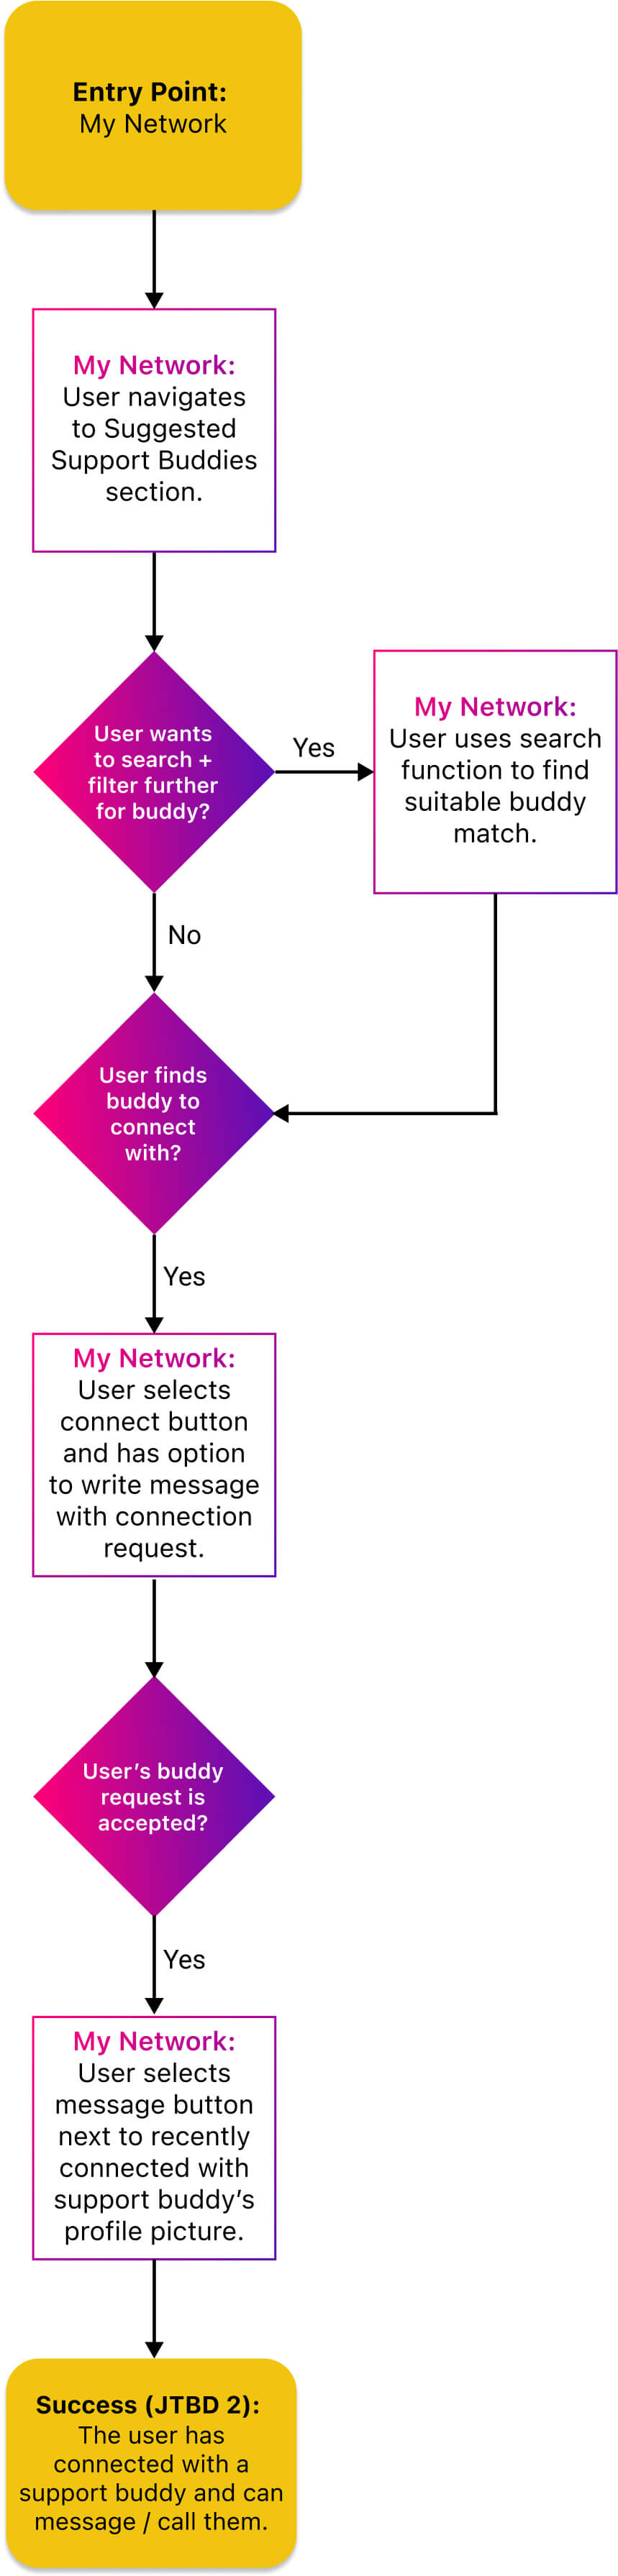 Entry Point:
My Network
My Network:
User navigates
to Suggested
Support Buddies
section.
User wants
to search +
filter further
for buddy?
Yes
My Network:
User uses search
function to find
suitable buddy
match.
No
User finds
buddy to
connect
with?
Yes
My Network:
User selects
connect button
and has option
to write message
with connection
request.
User’s buddy
request is
accepted?
Yes
My Network:
User selects
message button
next to recently
connected with
support buddy’s
profile picture.
Success (JTBD 2):
The user has
connected with a
support buddy and can
message / call them.